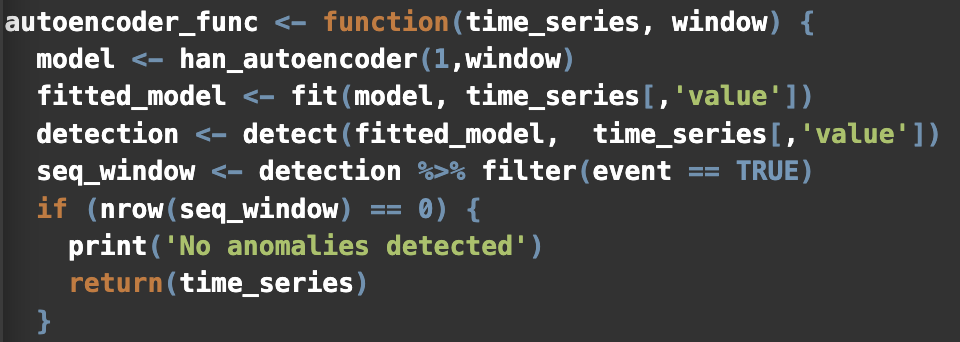 autoencoder_func <- function(time_series, window) {
  model <- han_autoencoder(1,window)
  fitted_model <- fit(model, time_series[,'value'])
  detection <- detect(fitted_model,  time_series[,'value'])
  seq_window <- detection %>% filter(event == TRUE)
  if (nrow(seq_window) == 0) {
    print('No anomalies detected')
    return(time_series)
  }